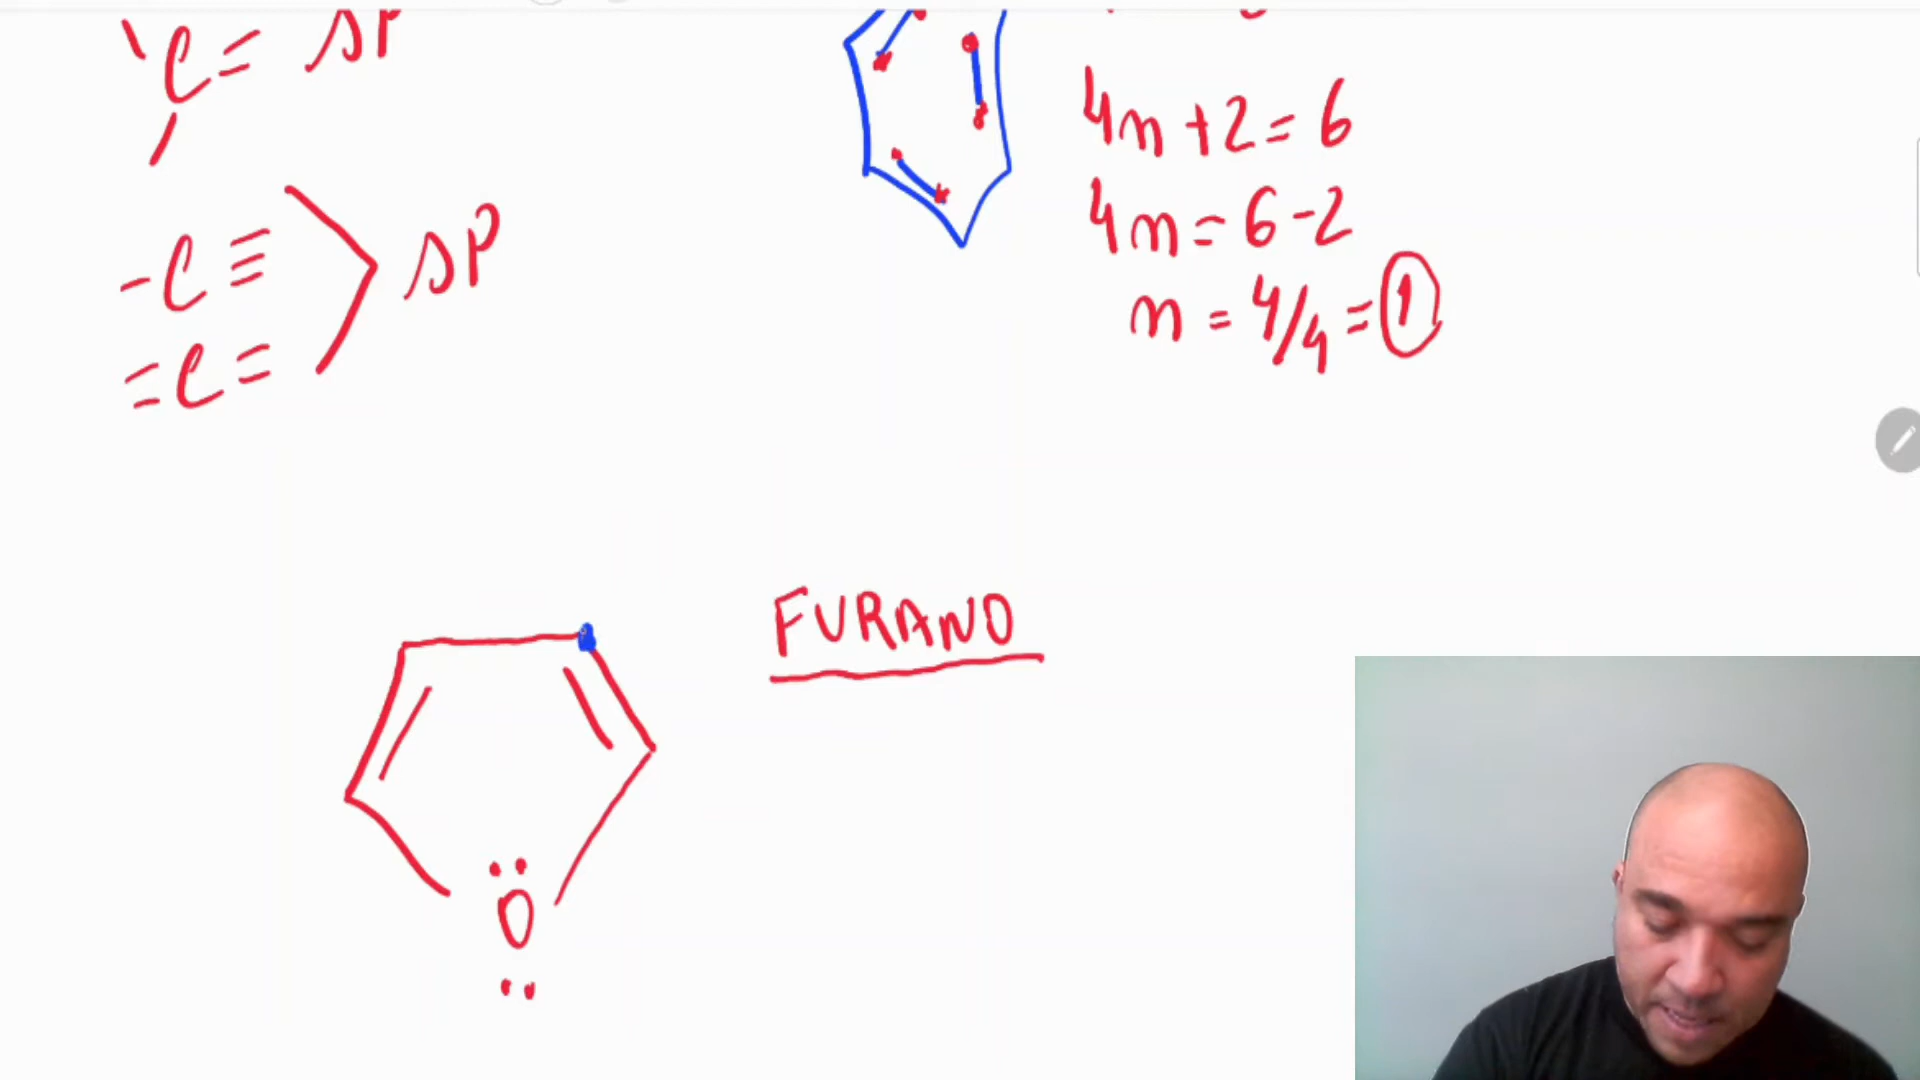 C= sp
-C≡
=C=
sp
4n+2=6
4n=6-2
n=4/4=1
FURANO
O